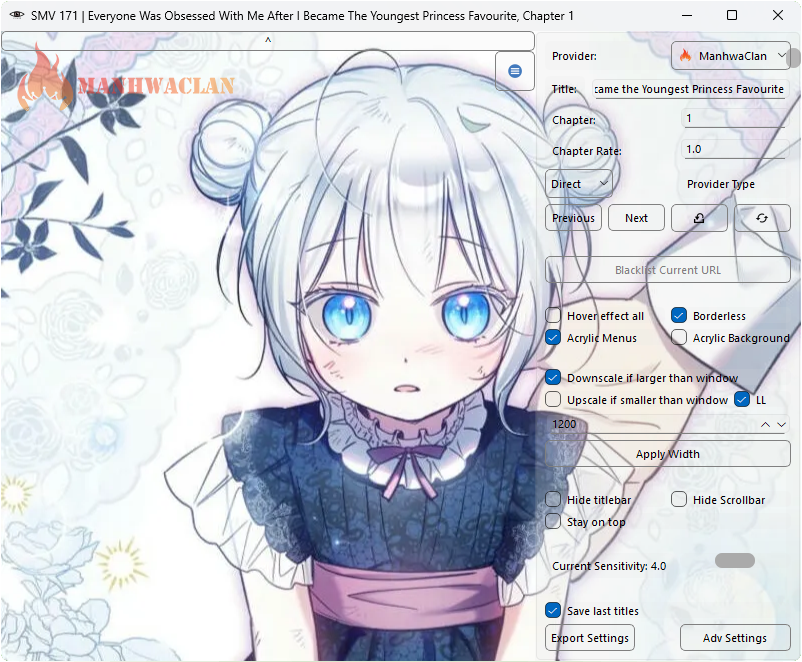 SMV 171 | Everyone Was Obsessed With Me After I Became The Youngest Princess Favourite, Chapter 1
MANHWACLAN
Provider: ManhwaClan
Title: came the Youngest Princess Favourite
Chapter: 1
Chapter Rate: 1.0
Direct Provider Type
Previous Next
Blacklist Current URL
Hover effect all Borderless
Acrylic Menus Acrylic Background
Downscale if larger than window
Upscale if smaller than window LL
1200
Apply Width
Hide titlebar Hide Scrollbar
Stay on top
Current Sensitivity: 4.0
Save last titles
Export Settings Adv Settings